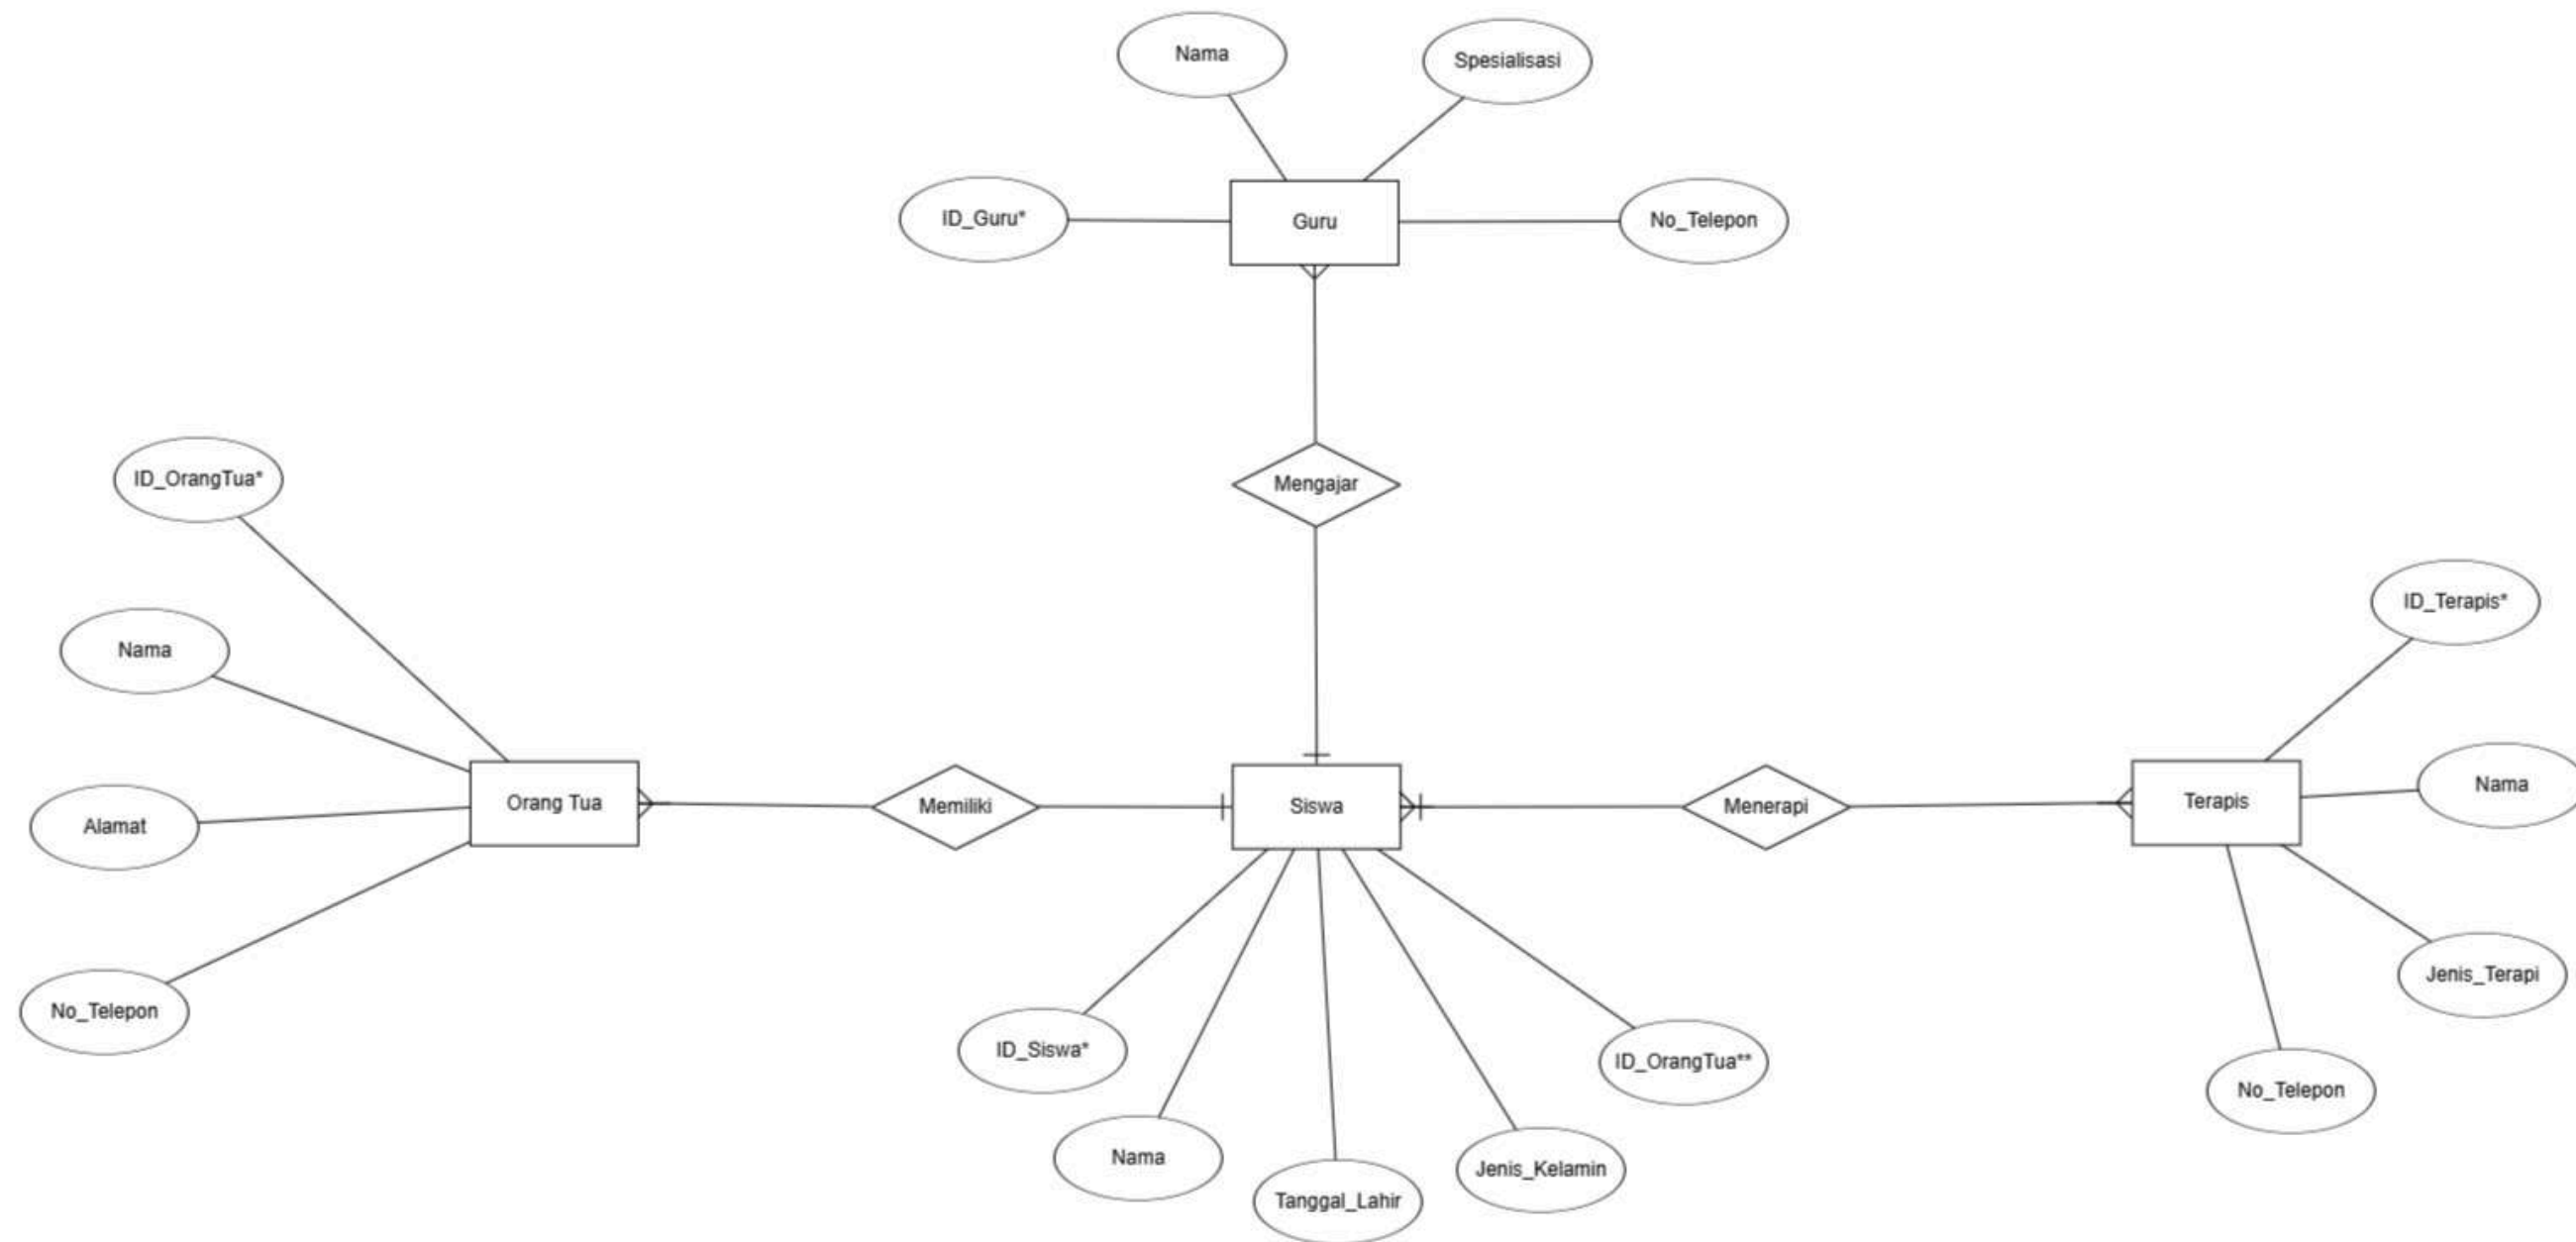 Nama
Spesialisasi
ID_Guru*
Guru
No_Telepon
Mengajar
ID_OrangTua*
Nama
Alamat
No_Telepon
Orang Tua
Memiliki
Siswa
Menerapi
Terapis
ID_Terapis*
Nama
Jenis_Terapi
No_Telepon
ID_Siswa*
Nama
Tanggal_Lahir
Jenis_Kelamin
ID_OrangTua**